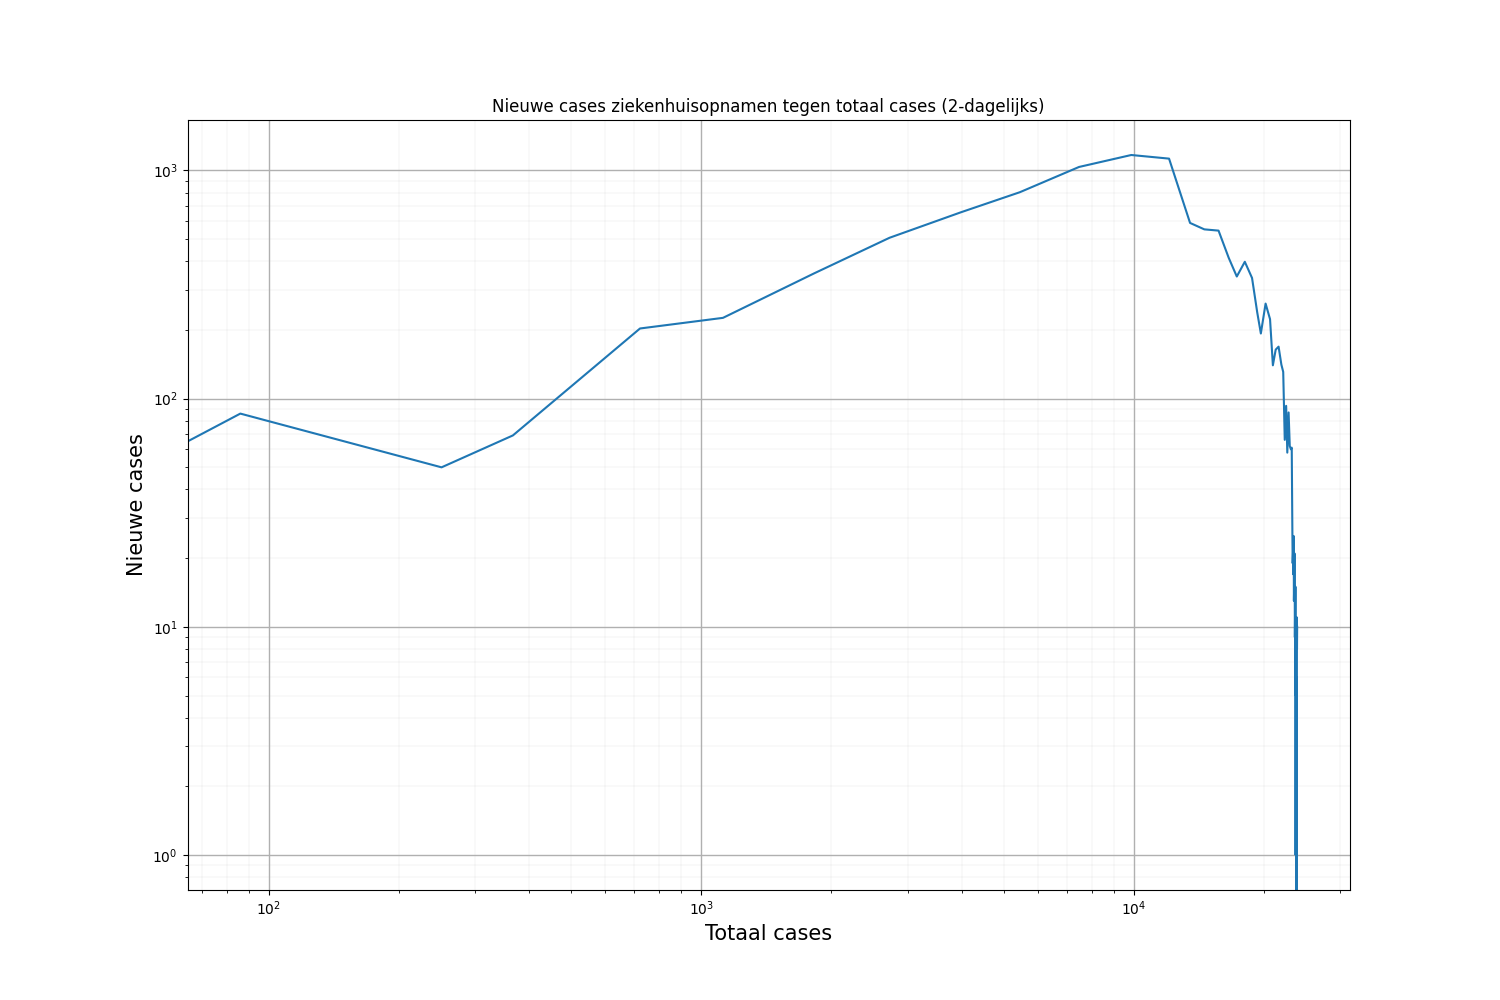 Nieuwe cases ziekenhuisopnamen tegen totaal cases (2-dagelijks)
10³
10²
10¹
10⁰
Nieuwe cases
10² 10³ 10⁴
Totaal cases